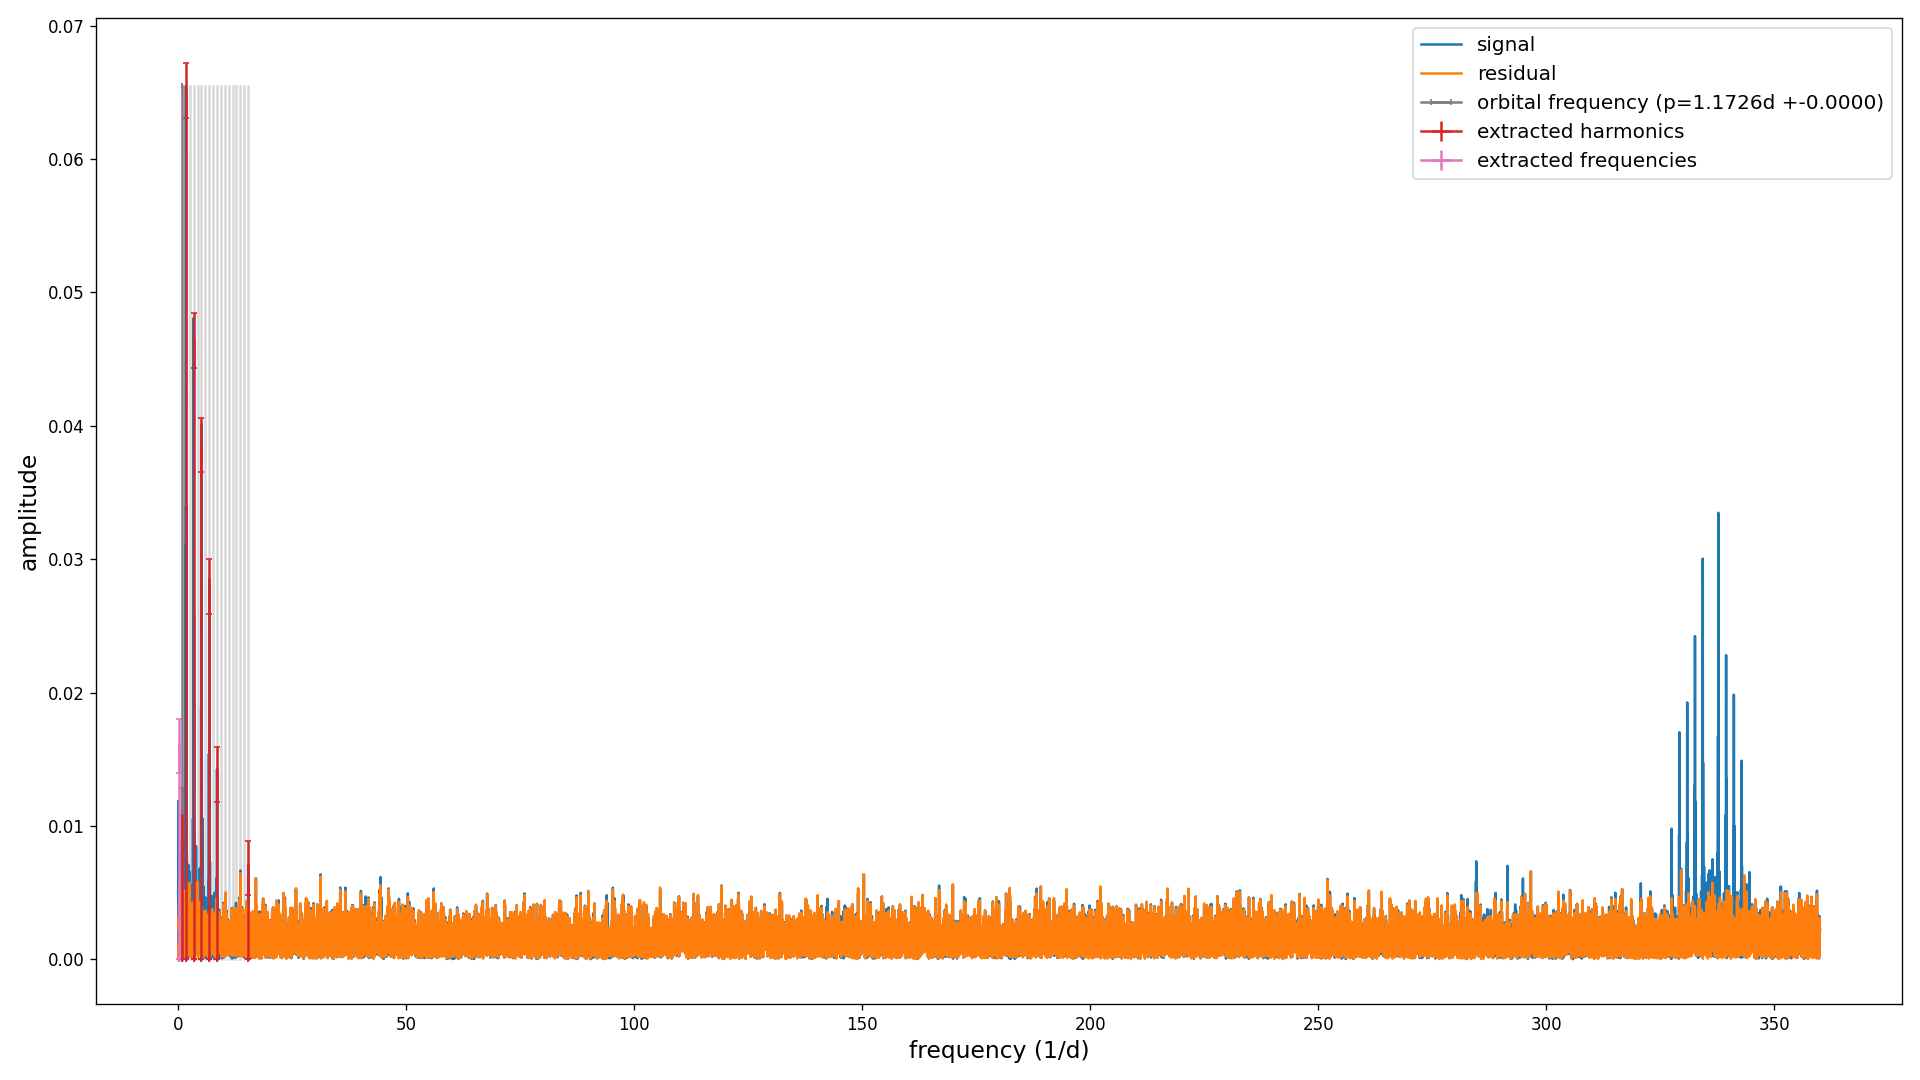 0.07
0.06
0.05
0.04
0.03
0.02
0.01
0.00
amplitude
signal
residual
orbital frequency (p=1.1726d +-0.0000)
extracted harmonics
extracted frequencies
0 50 100 150 200 250 300 350
frequency (1/d)